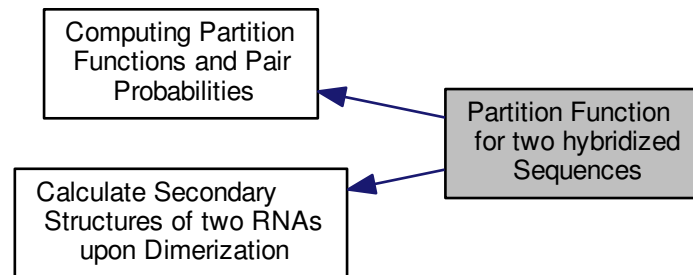 Computing Partition
Functions and Pair
Probabilities
Partition Function
for two hybridized
Sequences
Calculate Secondary
Structures of two RNAs
upon Dimerization